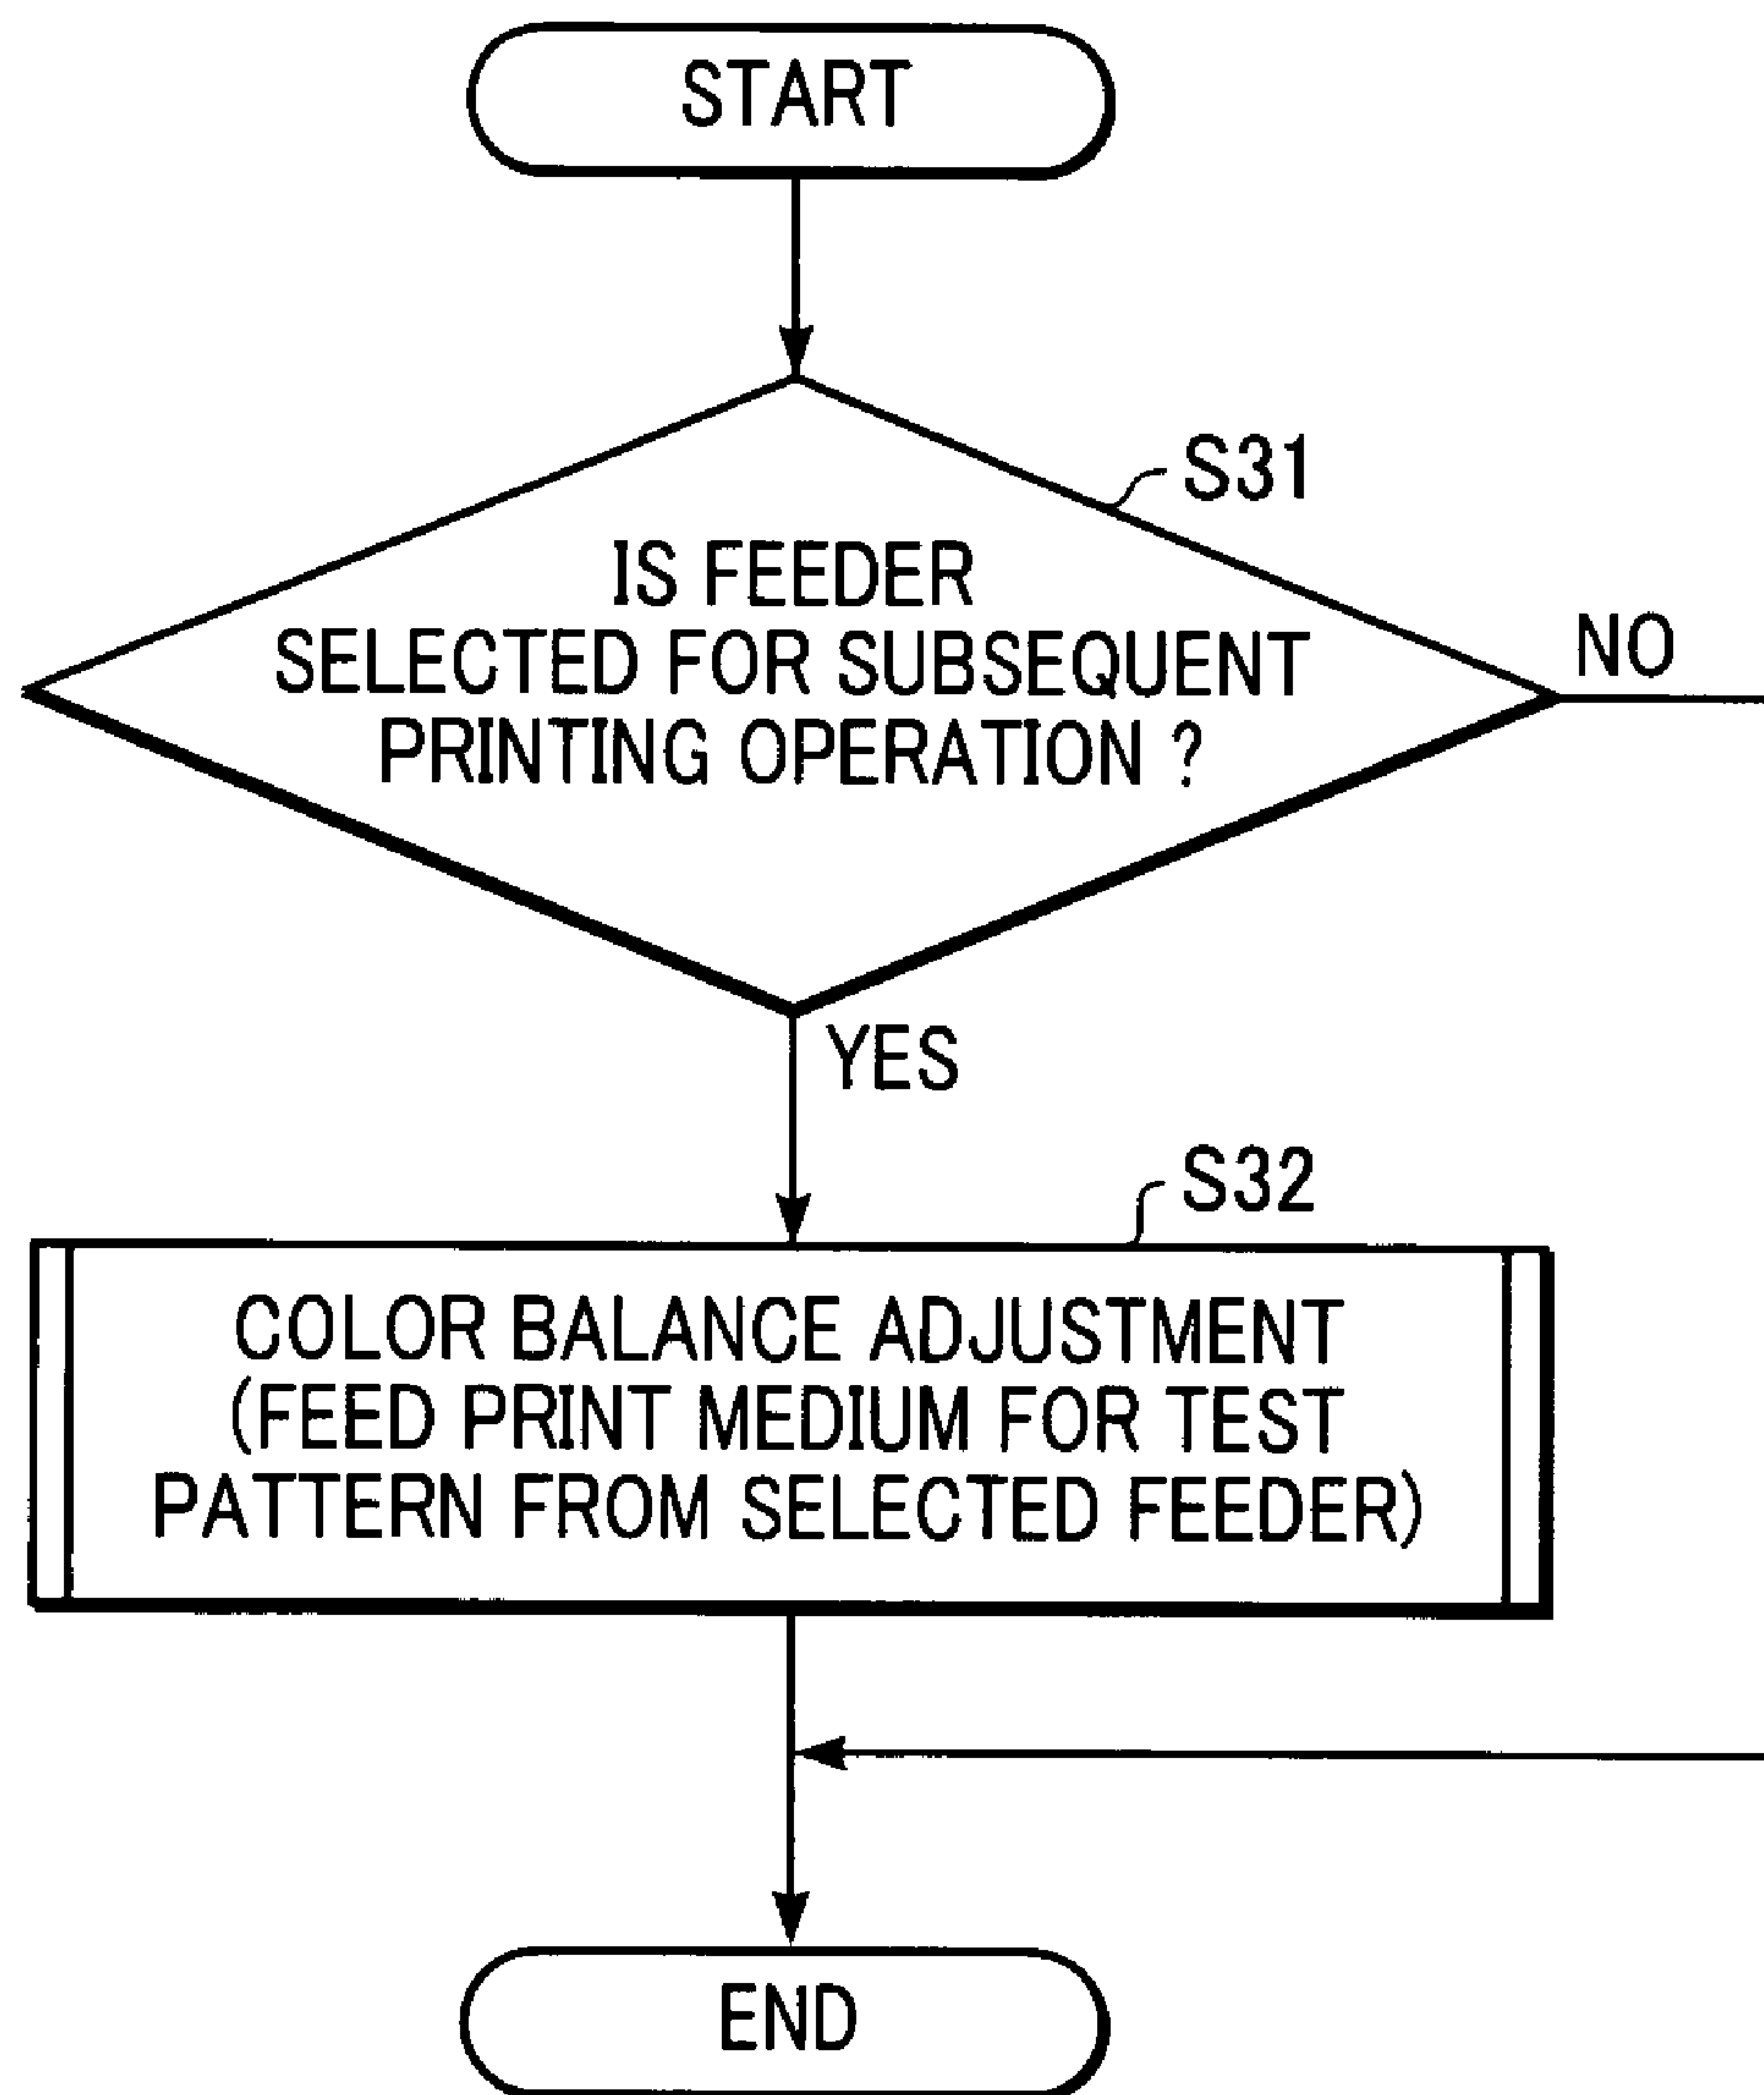 START
S31
IS FEEDER
SELECTED FOR SUBSEQUENT
PRINTING OPERATION ?
NO
YES
S32
COLOR BALANCE ADJUSTMENT
(FEED PRINT MEDIUM FOR TEST
PATTERN FROM SELECTED FEEDER)
END